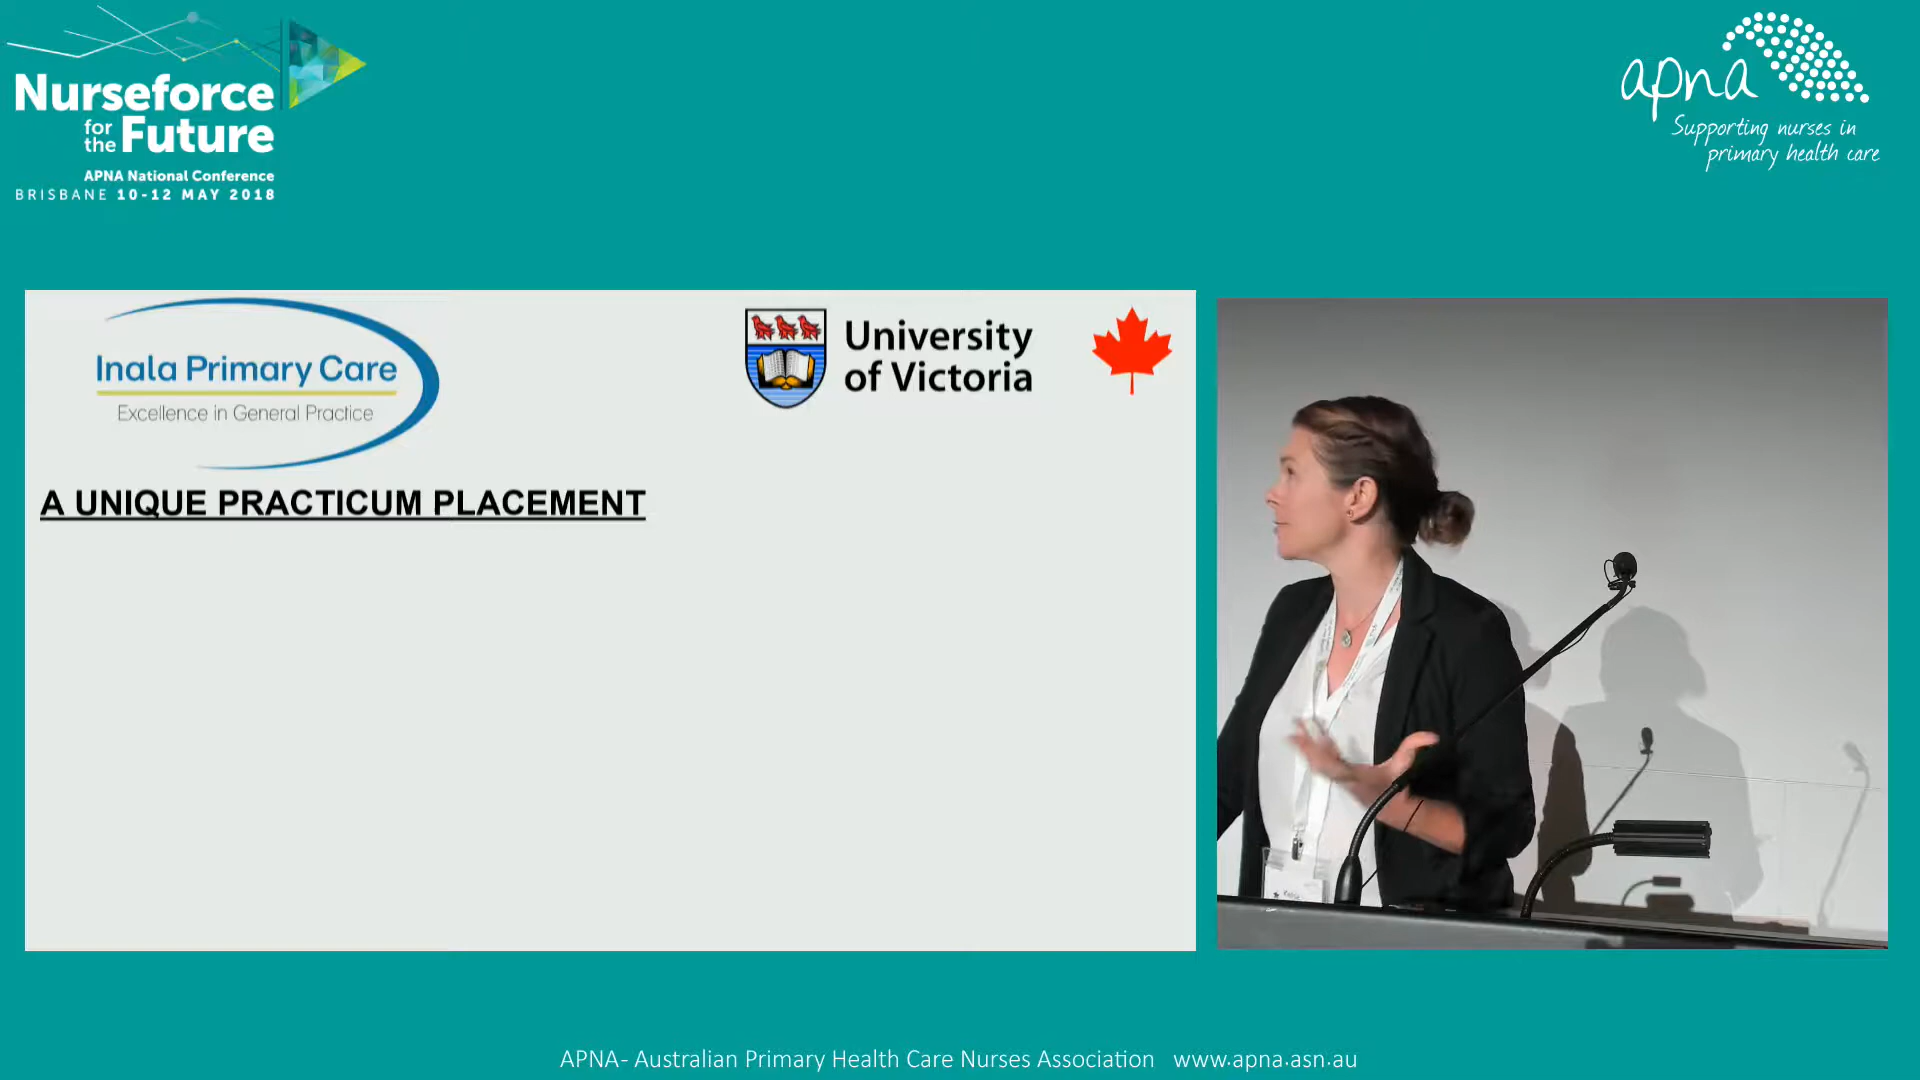 Nurseforce
for the Future
APNA National Conference
BRISBANE 10-12 MAY 2018
apna
Supporting nurses in
primary health care
Inala Primary Care
Excellence in General Practice
University
of Victoria
A UNIQUE PRACTICUM PLACEMENT
APNA- Australian Primary Health Care Nurses Association www.apna.asn.au